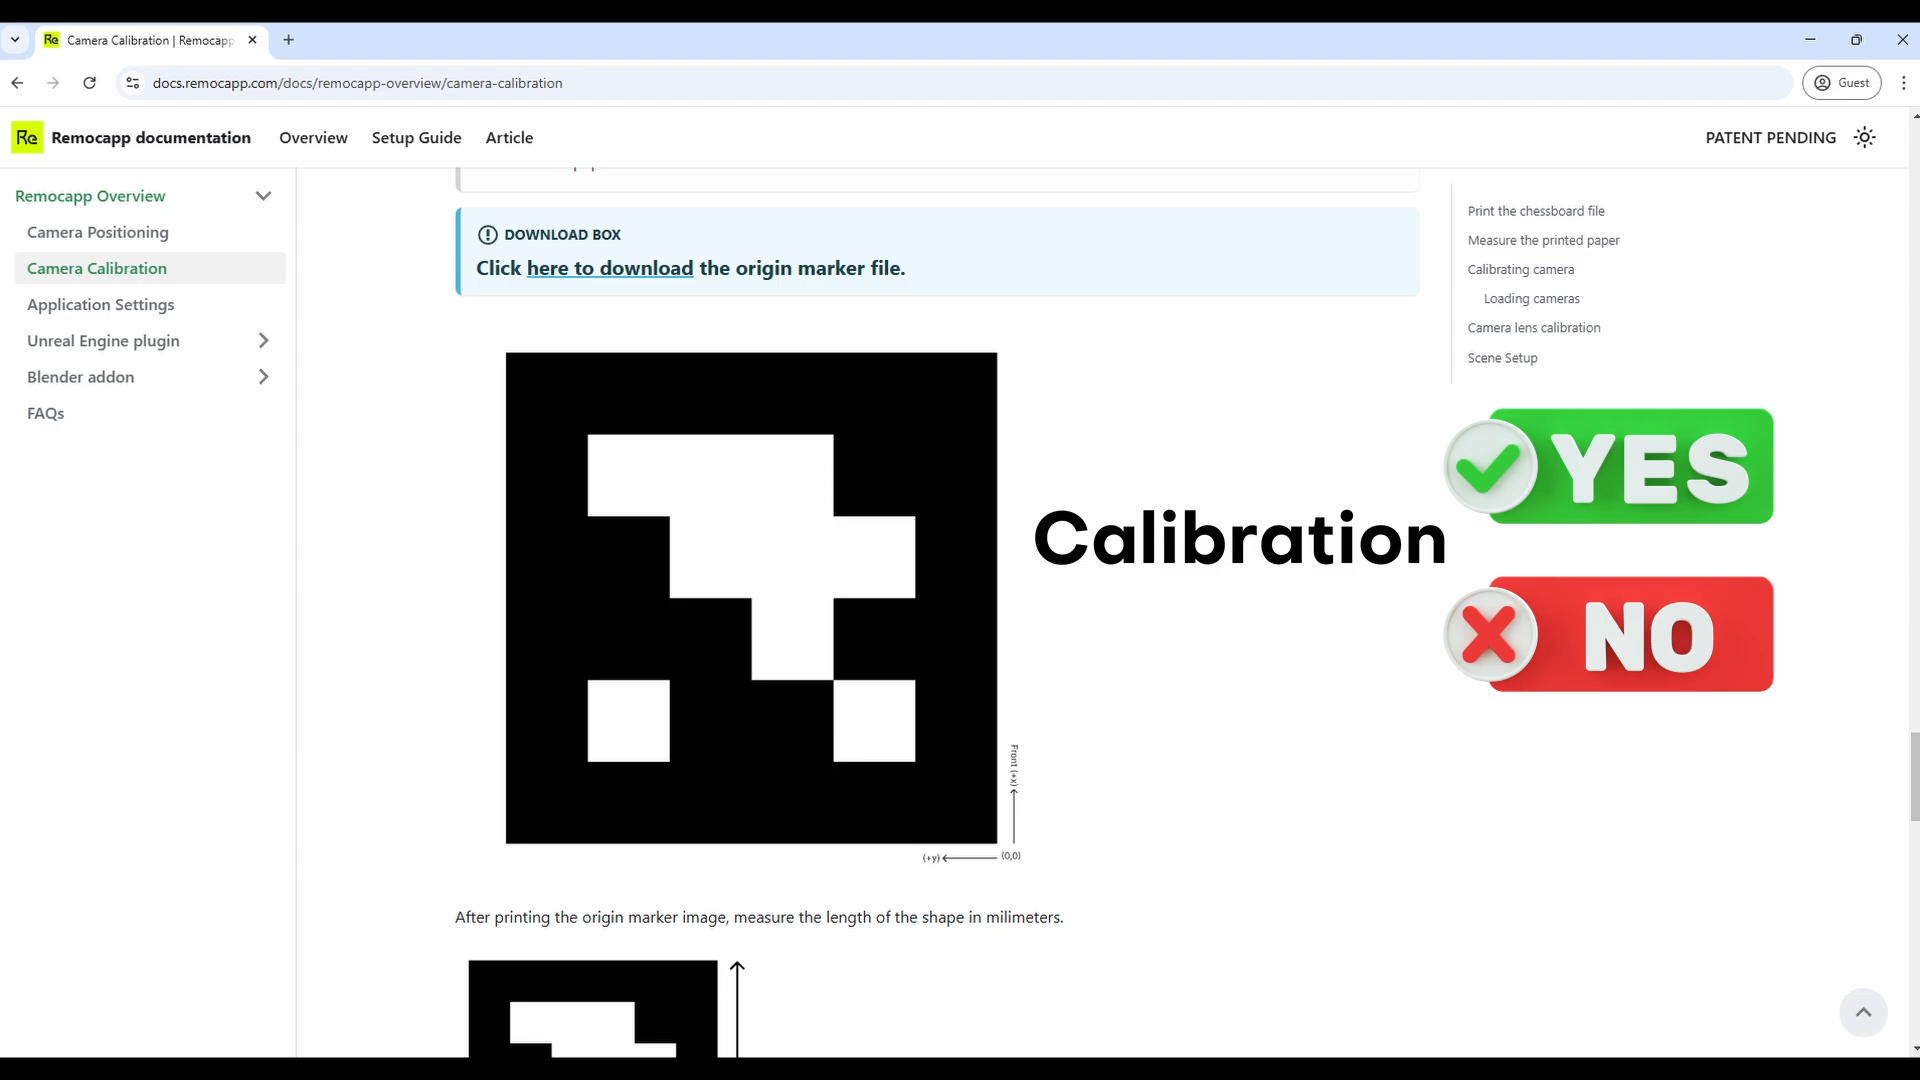 Re Camera Calibration | Remocapp
docs.remocapp.com/docs/remocapp-overview/camera-calibration
Guest
Re Remocapp documentation Overview Setup Guide Article PATENT PENDING
Remocapp Overview
Camera Positioning
Camera Calibration
Application Settings
Unreal Engine plugin
Blender addon
FAQs
DOWNLOAD BOX
Click here to download the origin marker file.
Front (+x)
(+y)
(0,0)
After printing the origin marker image, measure the length of the shape in milimeters.
Calibration
YES
NO
Print the chessboard file
Measure the printed paper
Calibrating camera
Loading cameras
Camera lens calibration
Scene Setup